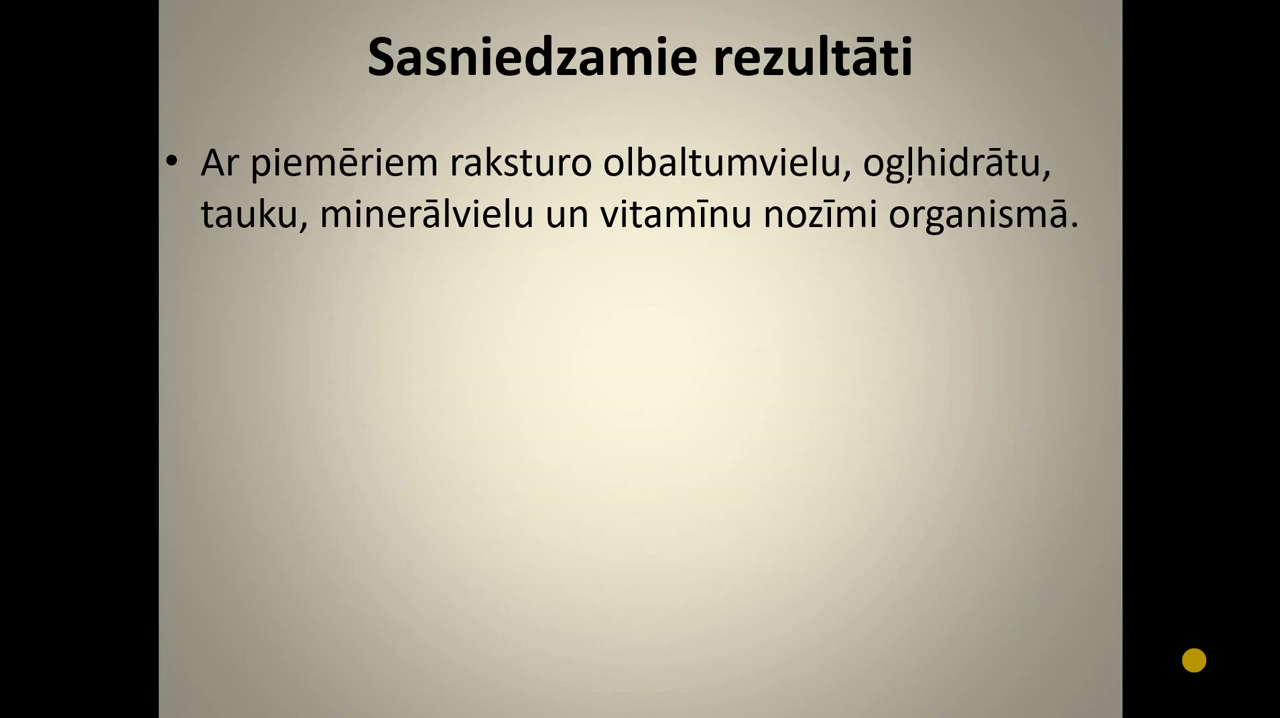 Sasniedzamie rezultāti
• Ar piemēriem raksturo olbaltumvielu, ogļhidrātu,
tauku, minerālvielu un vitamīnu nozīmi organismā.